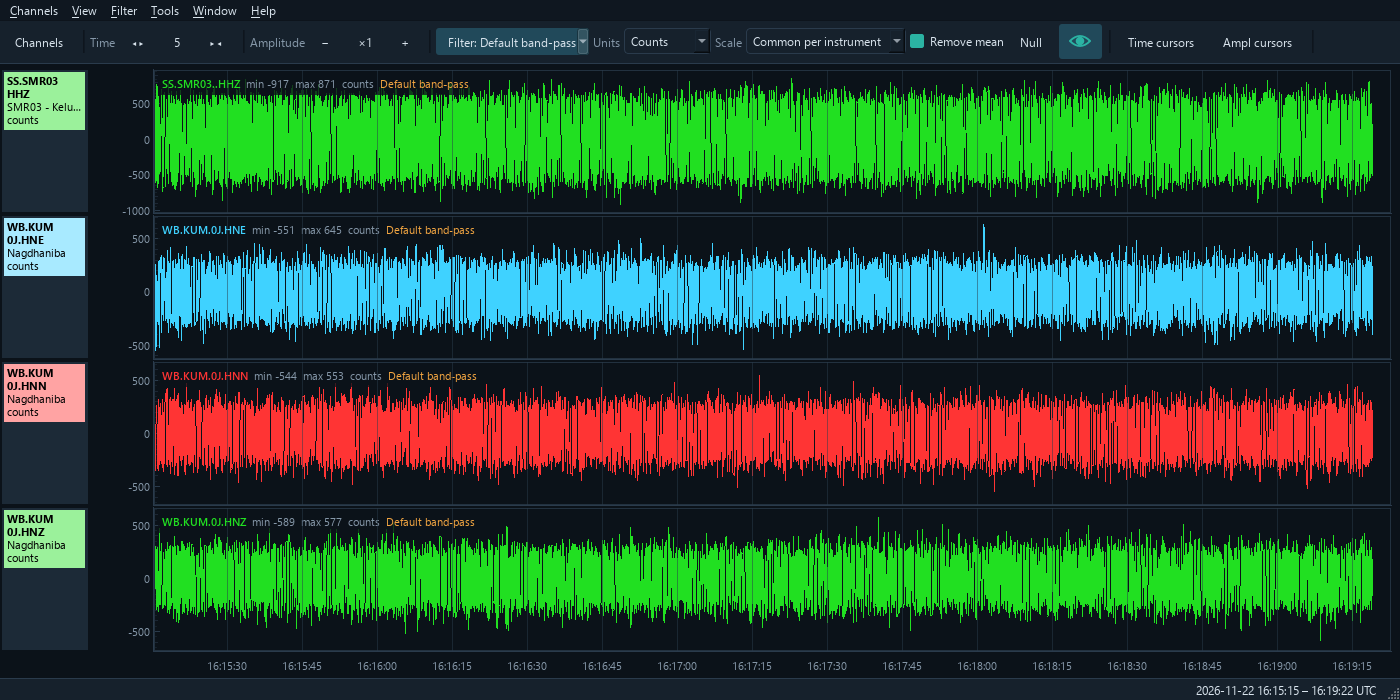 Channels View Filter Tools Window Help
Channels Time 5 Amplitude − ×1 + Filter: Default band-pass Units Counts Scale Common per instrument Remove mean Null Time cursors Ampl cursors
SS.SMR03
HHZ
SMR03 - Kelu...
counts
SS.SMR03..HHZ min -917 max 871 counts Default band-pass
500
0
-500
-1000
WB.KUM
0J.HNE
Nagdhaniba
counts
WB.KUM.0J.HNE min -551 max 645 counts Default band-pass
500
0
-500
WB.KUM
0J.HNN
Nagdhaniba
counts
WB.KUM.0J.HNN min -544 max 553 counts Default band-pass
500
0
-500
WB.KUM
0J.HNZ
Nagdhaniba
counts
WB.KUM.0J.HNZ min -589 max 577 counts Default band-pass
500
0
-500
16:15:30 16:15:45 16:16:00 16:16:15 16:16:30 16:16:45 16:17:00 16:17:15 16:17:30 16:17:45 16:18:00 16:18:15 16:18:30 16:18:45 16:19:00 16:19:15
2026-11-22 16:15:15 – 16:19:22 UTC